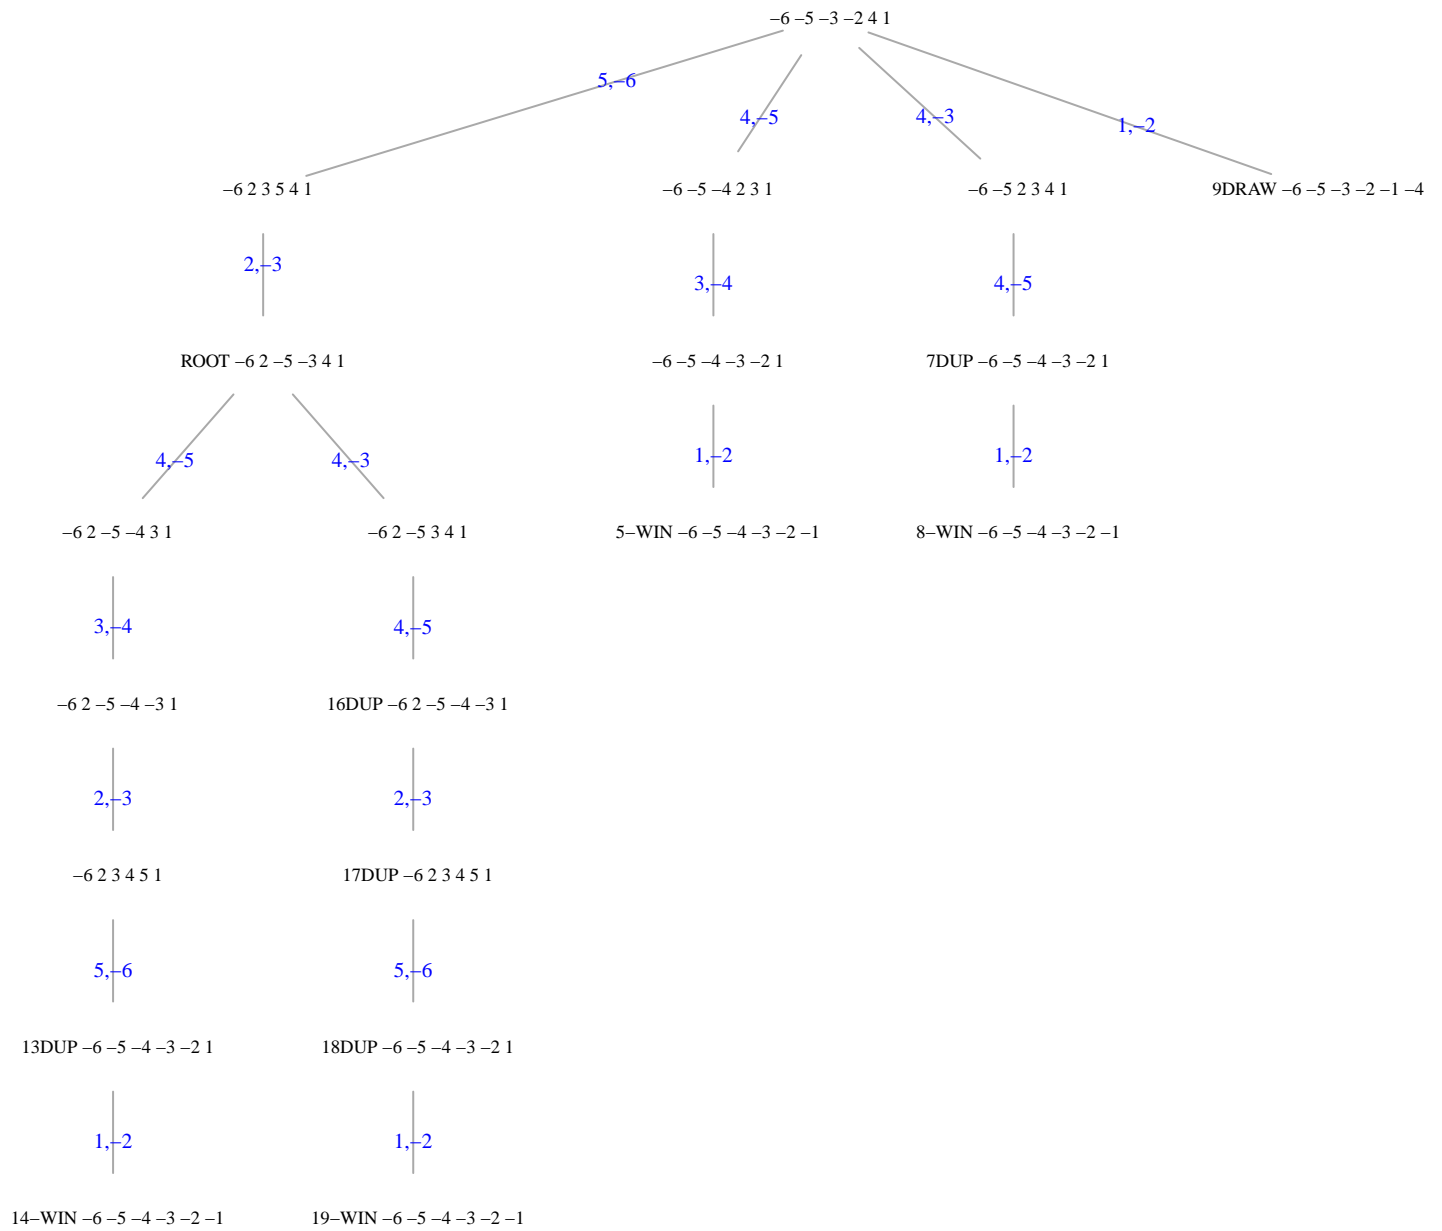 –6 –5 –3 –2 4 1
5,–6
4,–5
4,–3
1,–2
–6 2 3 5 4 1
–6 –5 –4 2 3 1
–6 –5 2 3 4 1
9DRAW –6 –5 –3 –2 –1 –4
2,–3
3,–4
4,–5
ROOT –6 2 –5 –3 4 1
–6 –5 –4 –3 –2 1
7DUP –6 –5 –4 –3 –2 1
4,–5
4,–3
1,–2
1,–2
–6 2 –5 –4 3 1
–6 2 –5 3 4 1
5–WIN –6 –5 –4 –3 –2 –1
8–WIN –6 –5 –4 –3 –2 –1
3,–4
4,–5
–6 2 –5 –4 –3 1
16DUP –6 2 –5 –4 –3 1
2,–3
2,–3
–6 2 3 4 5 1
17DUP –6 2 3 4 5 1
5,–6
5,–6
13DUP –6 –5 –4 –3 –2 1
18DUP –6 –5 –4 –3 –2 1
1,–2
1,–2
14–WIN –6 –5 –4 –3 –2 –1
19–WIN –6 –5 –4 –3 –2 –1